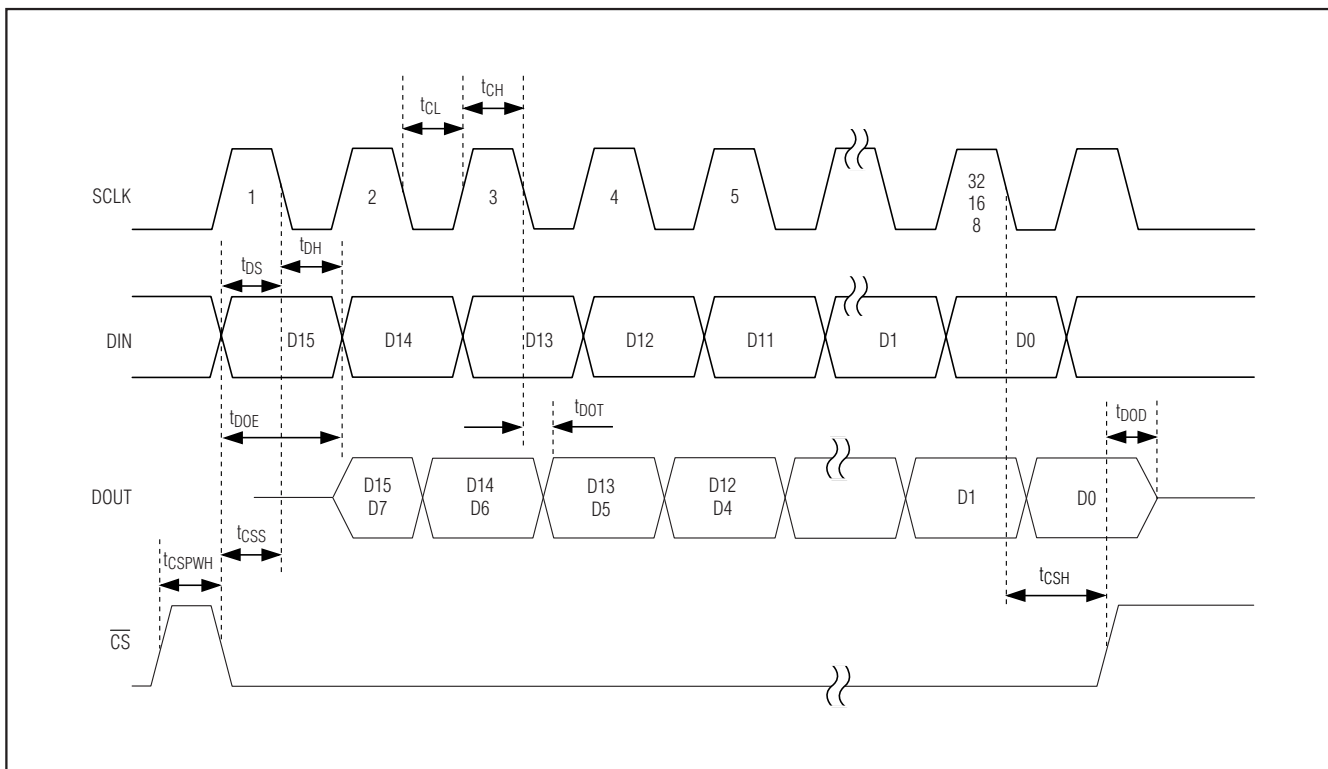 tCL
tCH
SCLK
1
2
3
4
5
32
16
8
tDS
tDH
DIN
D15
D14
D13
D12
D11
D1
D0
tDOE
tDOT
tDOD
DOUT
D15
D7
D14
D6
D13
D5
D12
D4
D1
D0
tCSPWH
tCSS
tCSH
C̅S̅